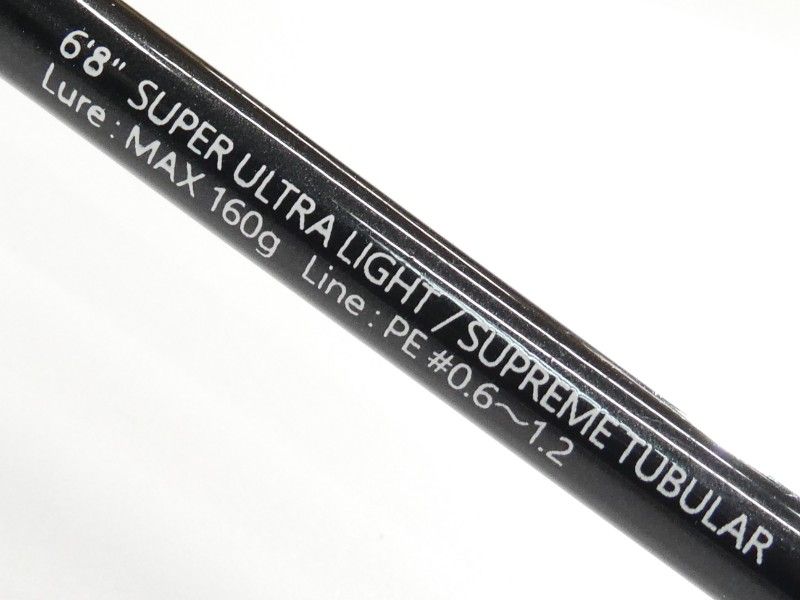 6'8" SUPER ULTRA LIGHT / SUPREME TUBULAR
Lure : MAX 160g Line : PE #0.6～1.2